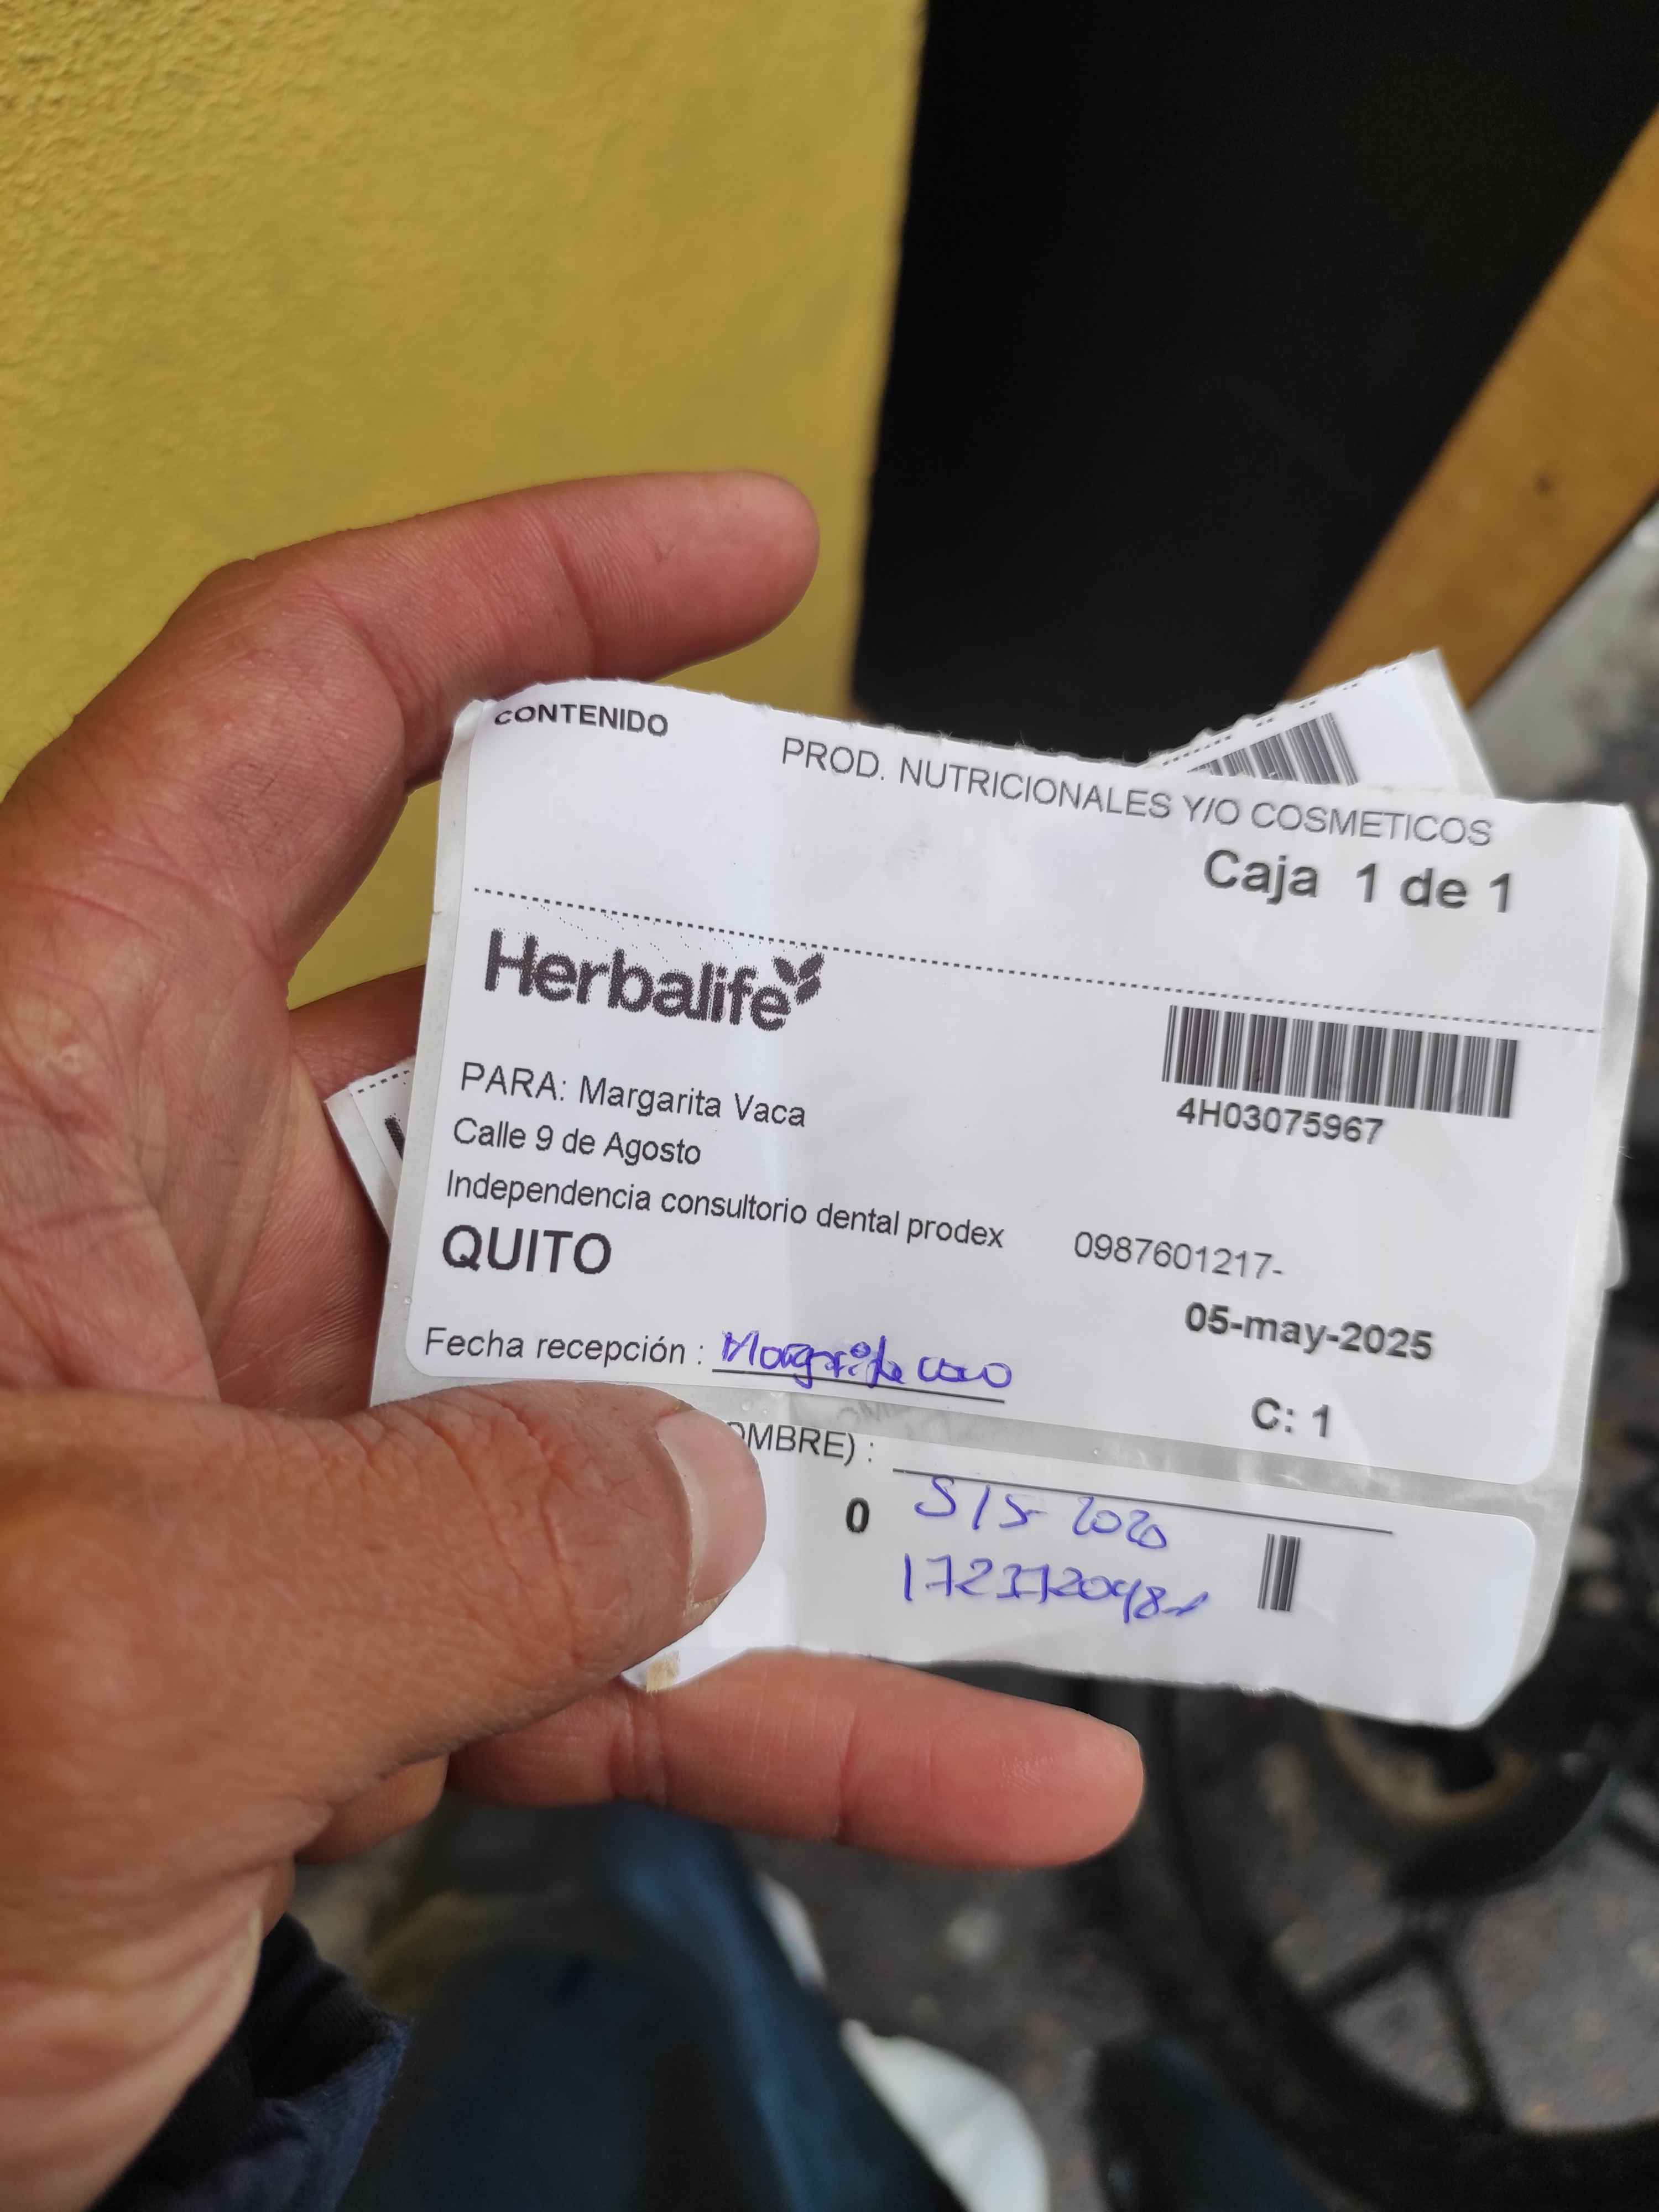 CONTENIDO
PROD. NUTRICIONALES Y/O COSMETICOS
Caja 1 de 1
Herbalife
4H03075967
PARA: Margarita Vaca
Calle 9 de Agosto
Independencia consultorio dental prodex 0987601217-
QUITO
05-may-2025
Fecha recepción : Margarita
C: 1
OMBRE) :
0